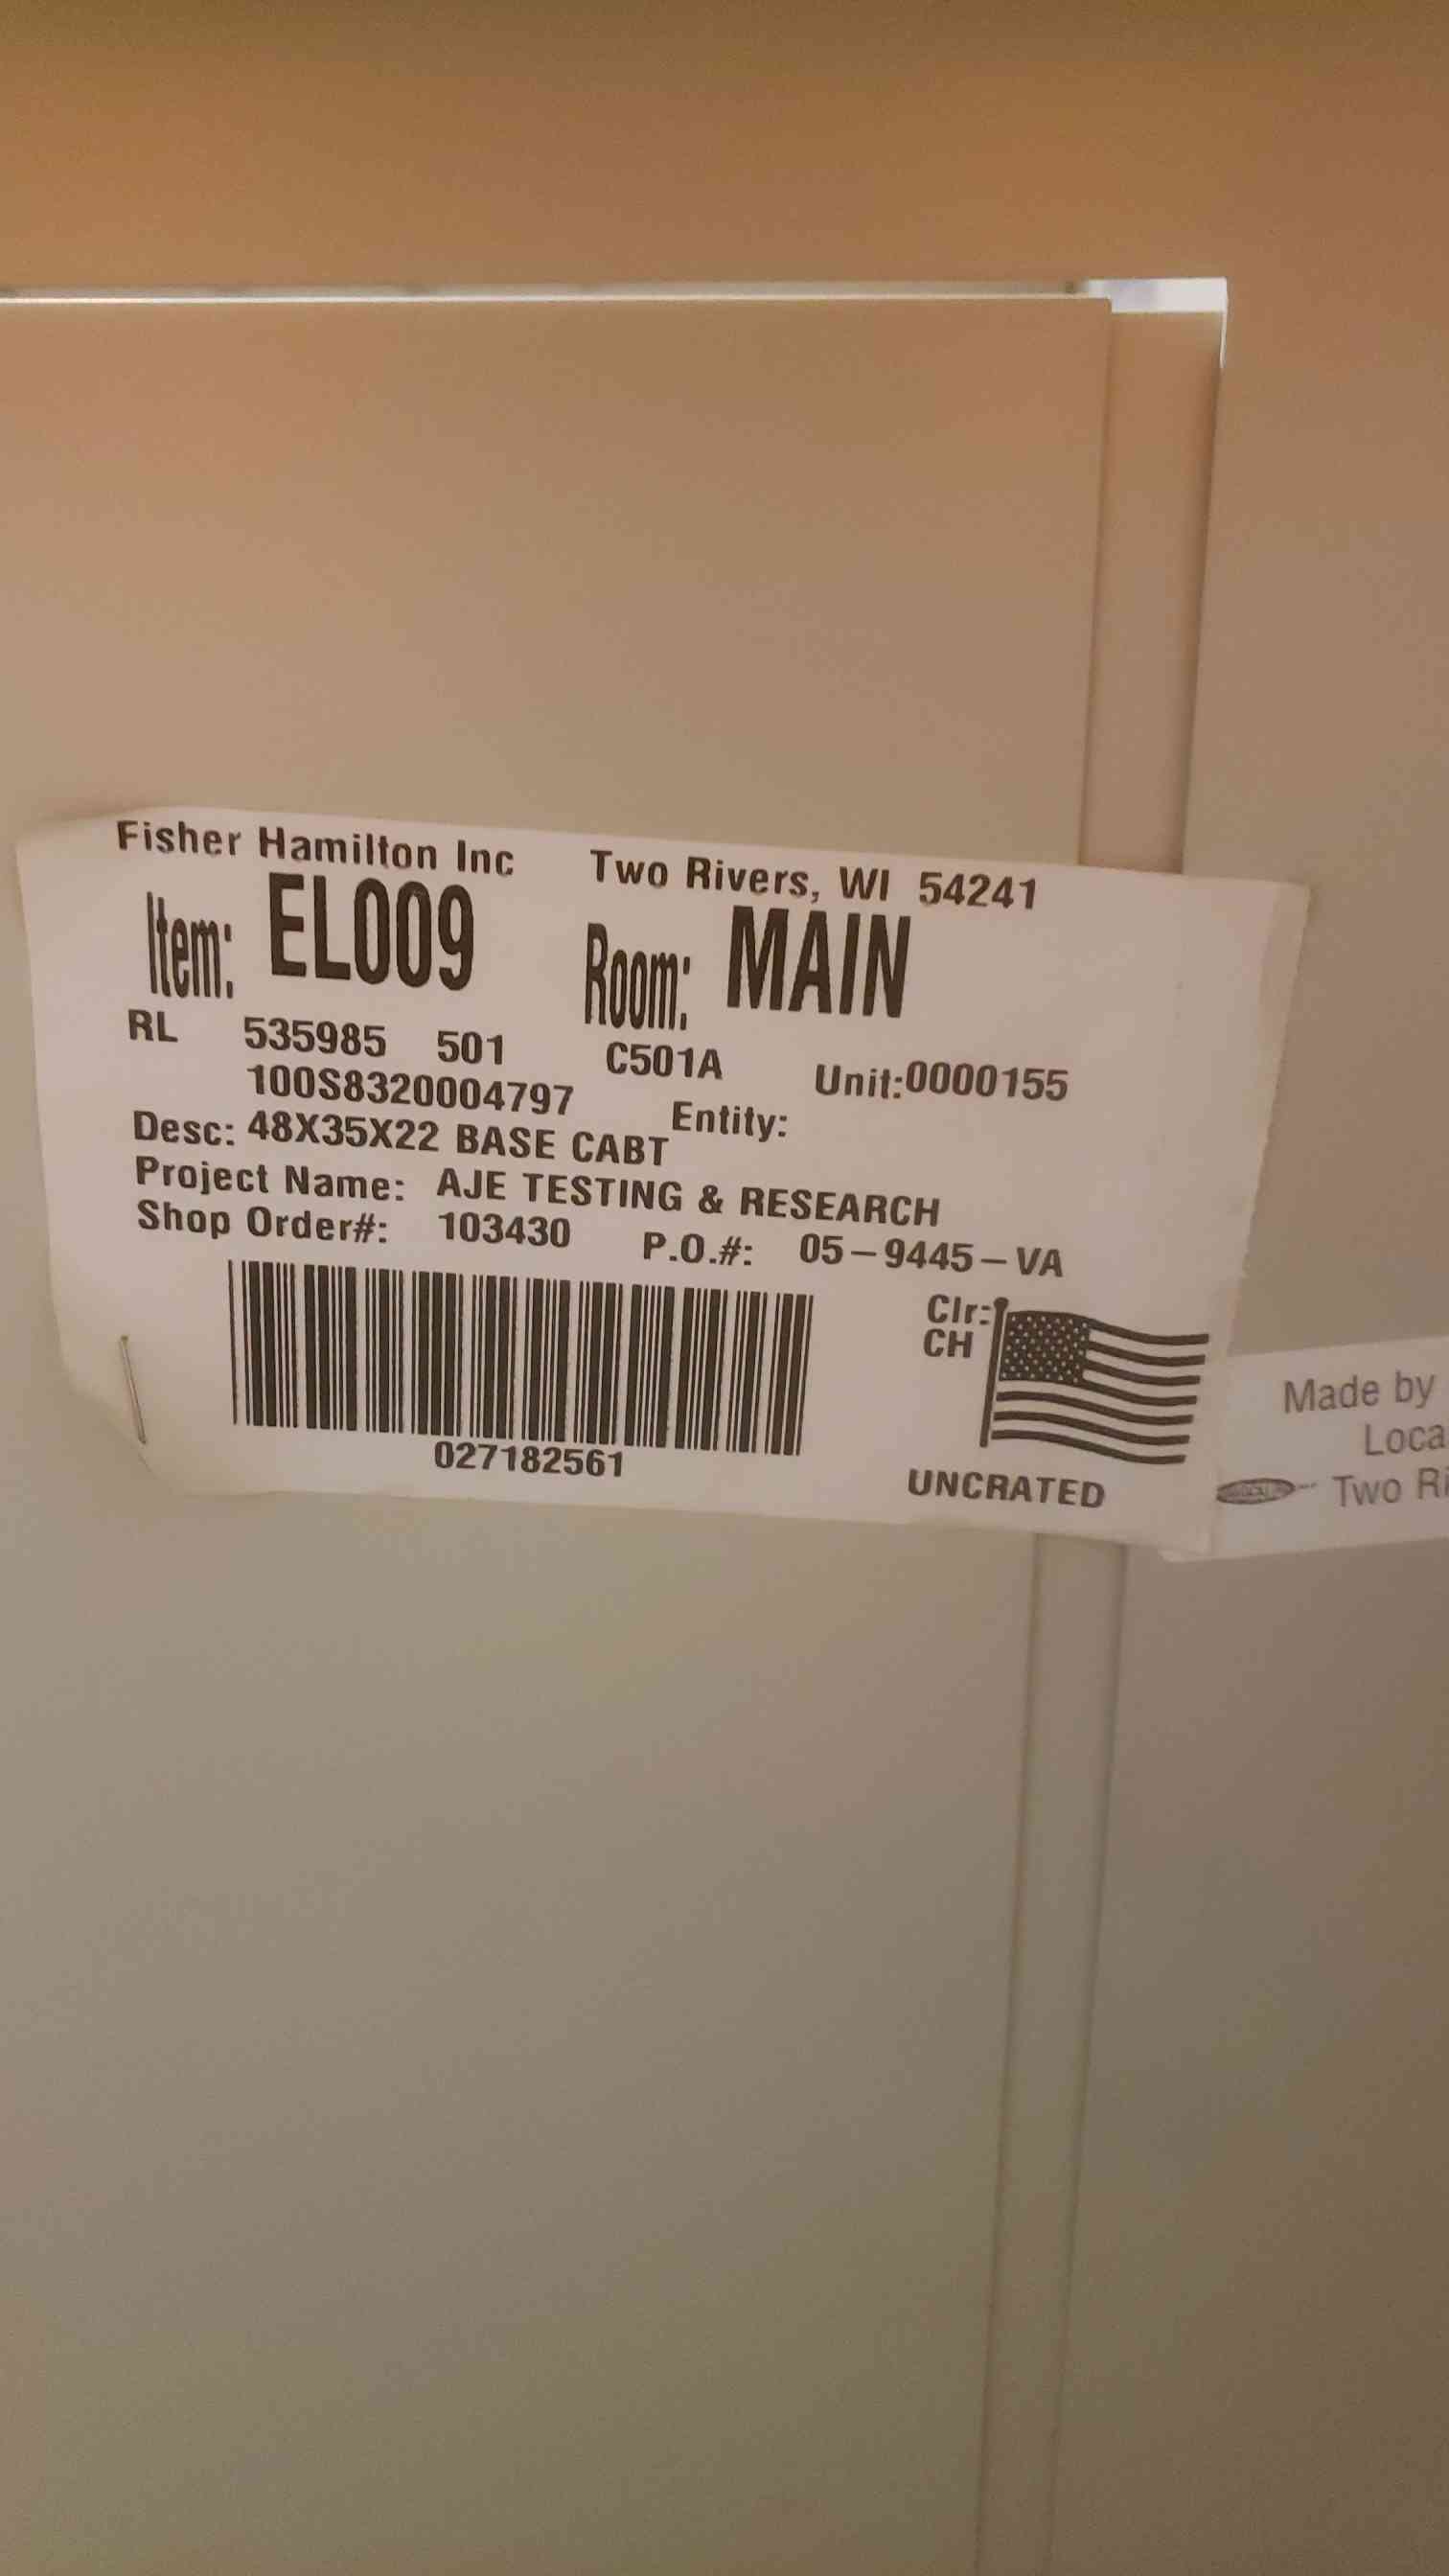 Fisher Hamilton Inc Two Rivers, WI 54241
Item: EL009 Room: MAIN
RL 535985 501 C501A Unit:0000155
100S8320004797 Entity:
Desc: 48X35X22 BASE CABT
Project Name: AJE TESTING & RESEARCH
Shop Order#: 103430 P.O.#: 05-9445-VA
Clr:
CH
027182561
UNCRATED
Made by
Loca
Two Ri